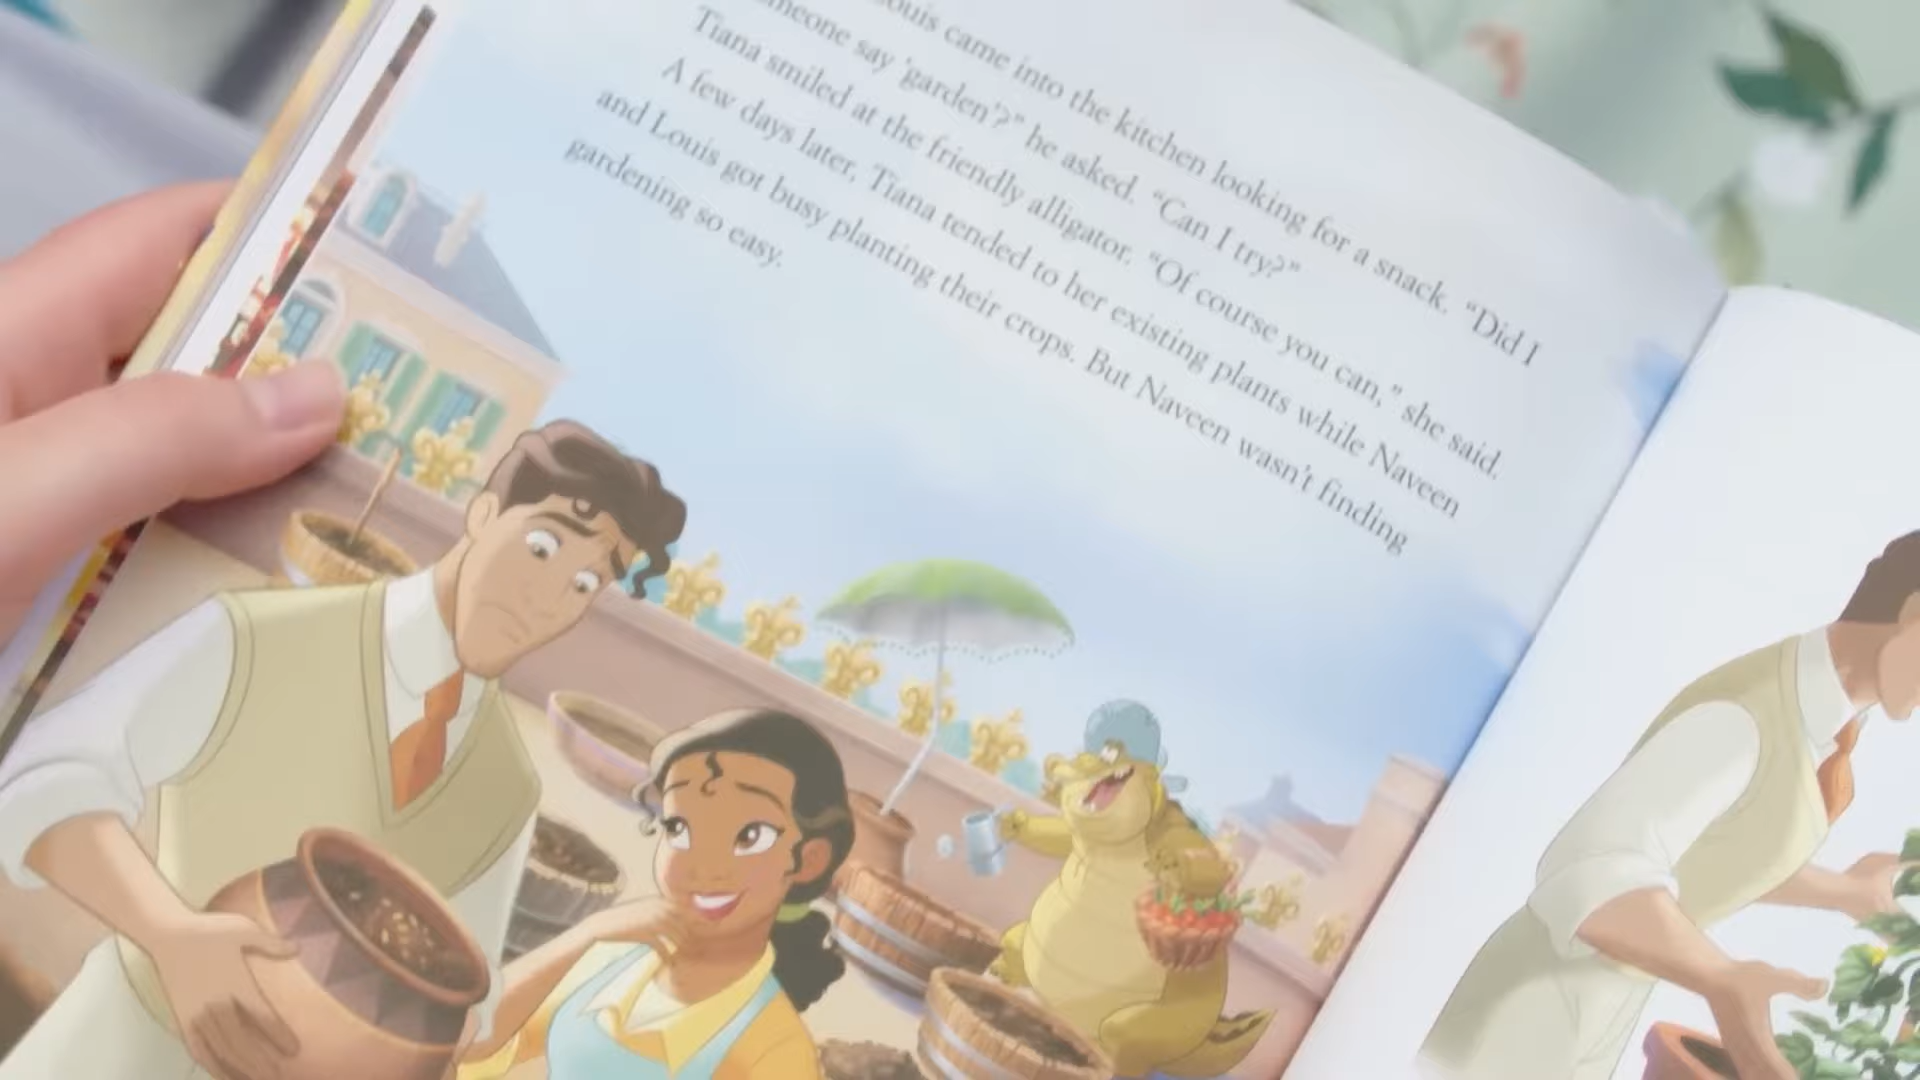 Louis came into the kitchen looking for a snack. “Did I
someone say ‘garden’?” he asked. “Can I try?”
Tiana smiled at the friendly alligator. “Of course you can,” she said.
A few days later, Tiana tended to her existing plants while Naveen
and Louis got busy planting their crops. But Naveen wasn’t finding
gardening so easy.